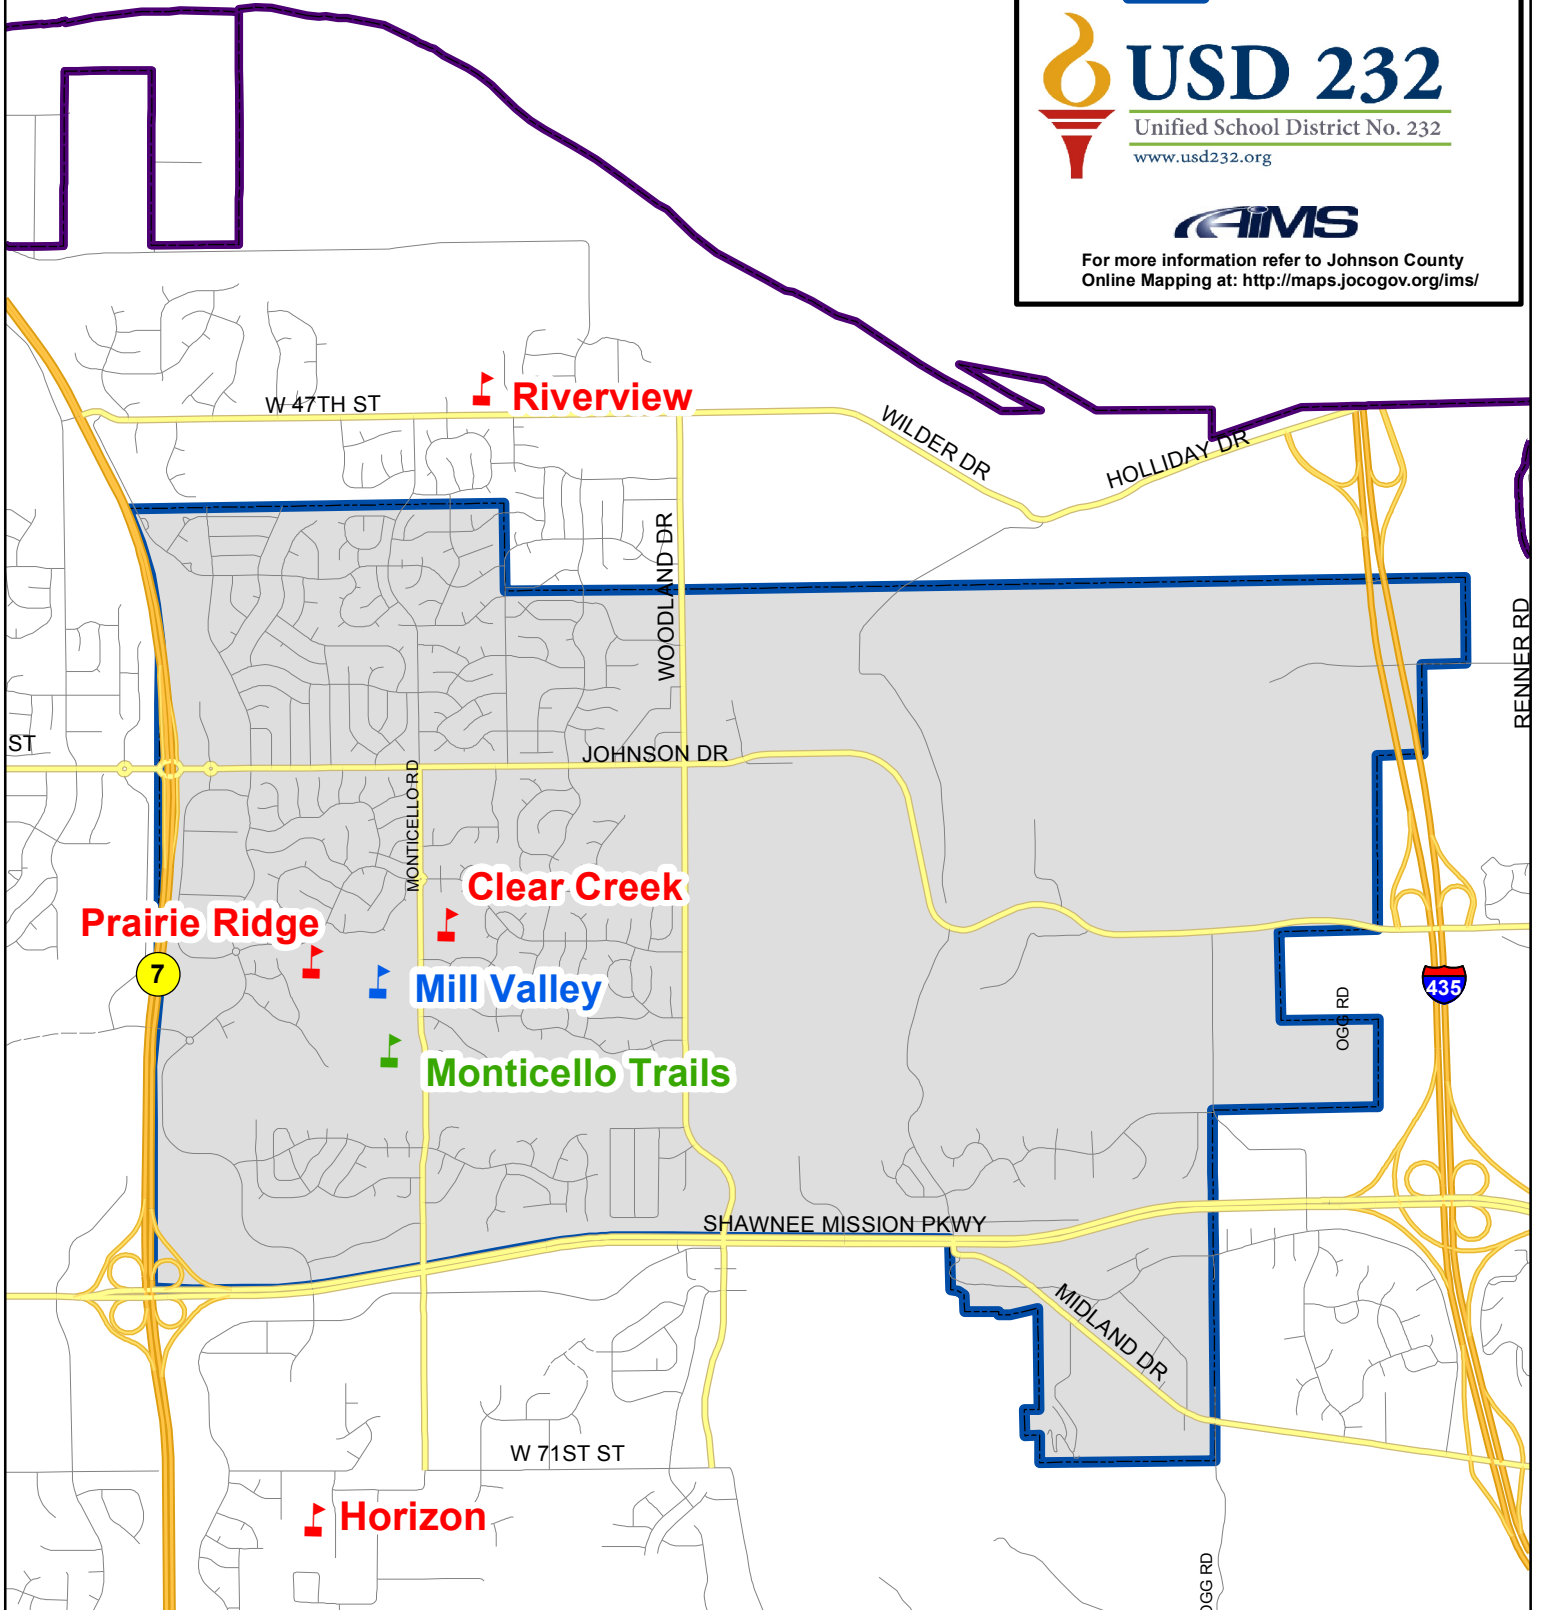 USD 232
Unified School District No. 232
www.usd232.org
AIMS
For more information refer to Johnson County
Online Mapping at: http://maps.jocogov.org/ims/
Riverview
W 47TH ST
WILDER DR
HOLLIDAY DR
WOODLAND DR
RENNER RD
ST
JOHNSON DR
MONTICELLO RD
Clear Creek
Prairie Ridge
7
Mill Valley
435
OGG RD
Monticello Trails
SHAWNEE MISSION PKWY
MIDLAND DR
W 71ST ST
Horizon
OGG RD